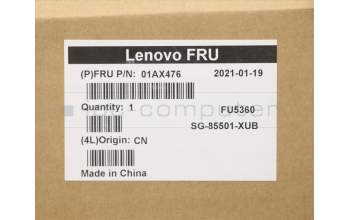 Lenovo FRU
(P)FRU P/N: 01AX476 2021-01-19
Quantity: 1 FU5360
SG-85501-XUB
(4L)Origin: CN
Made in China